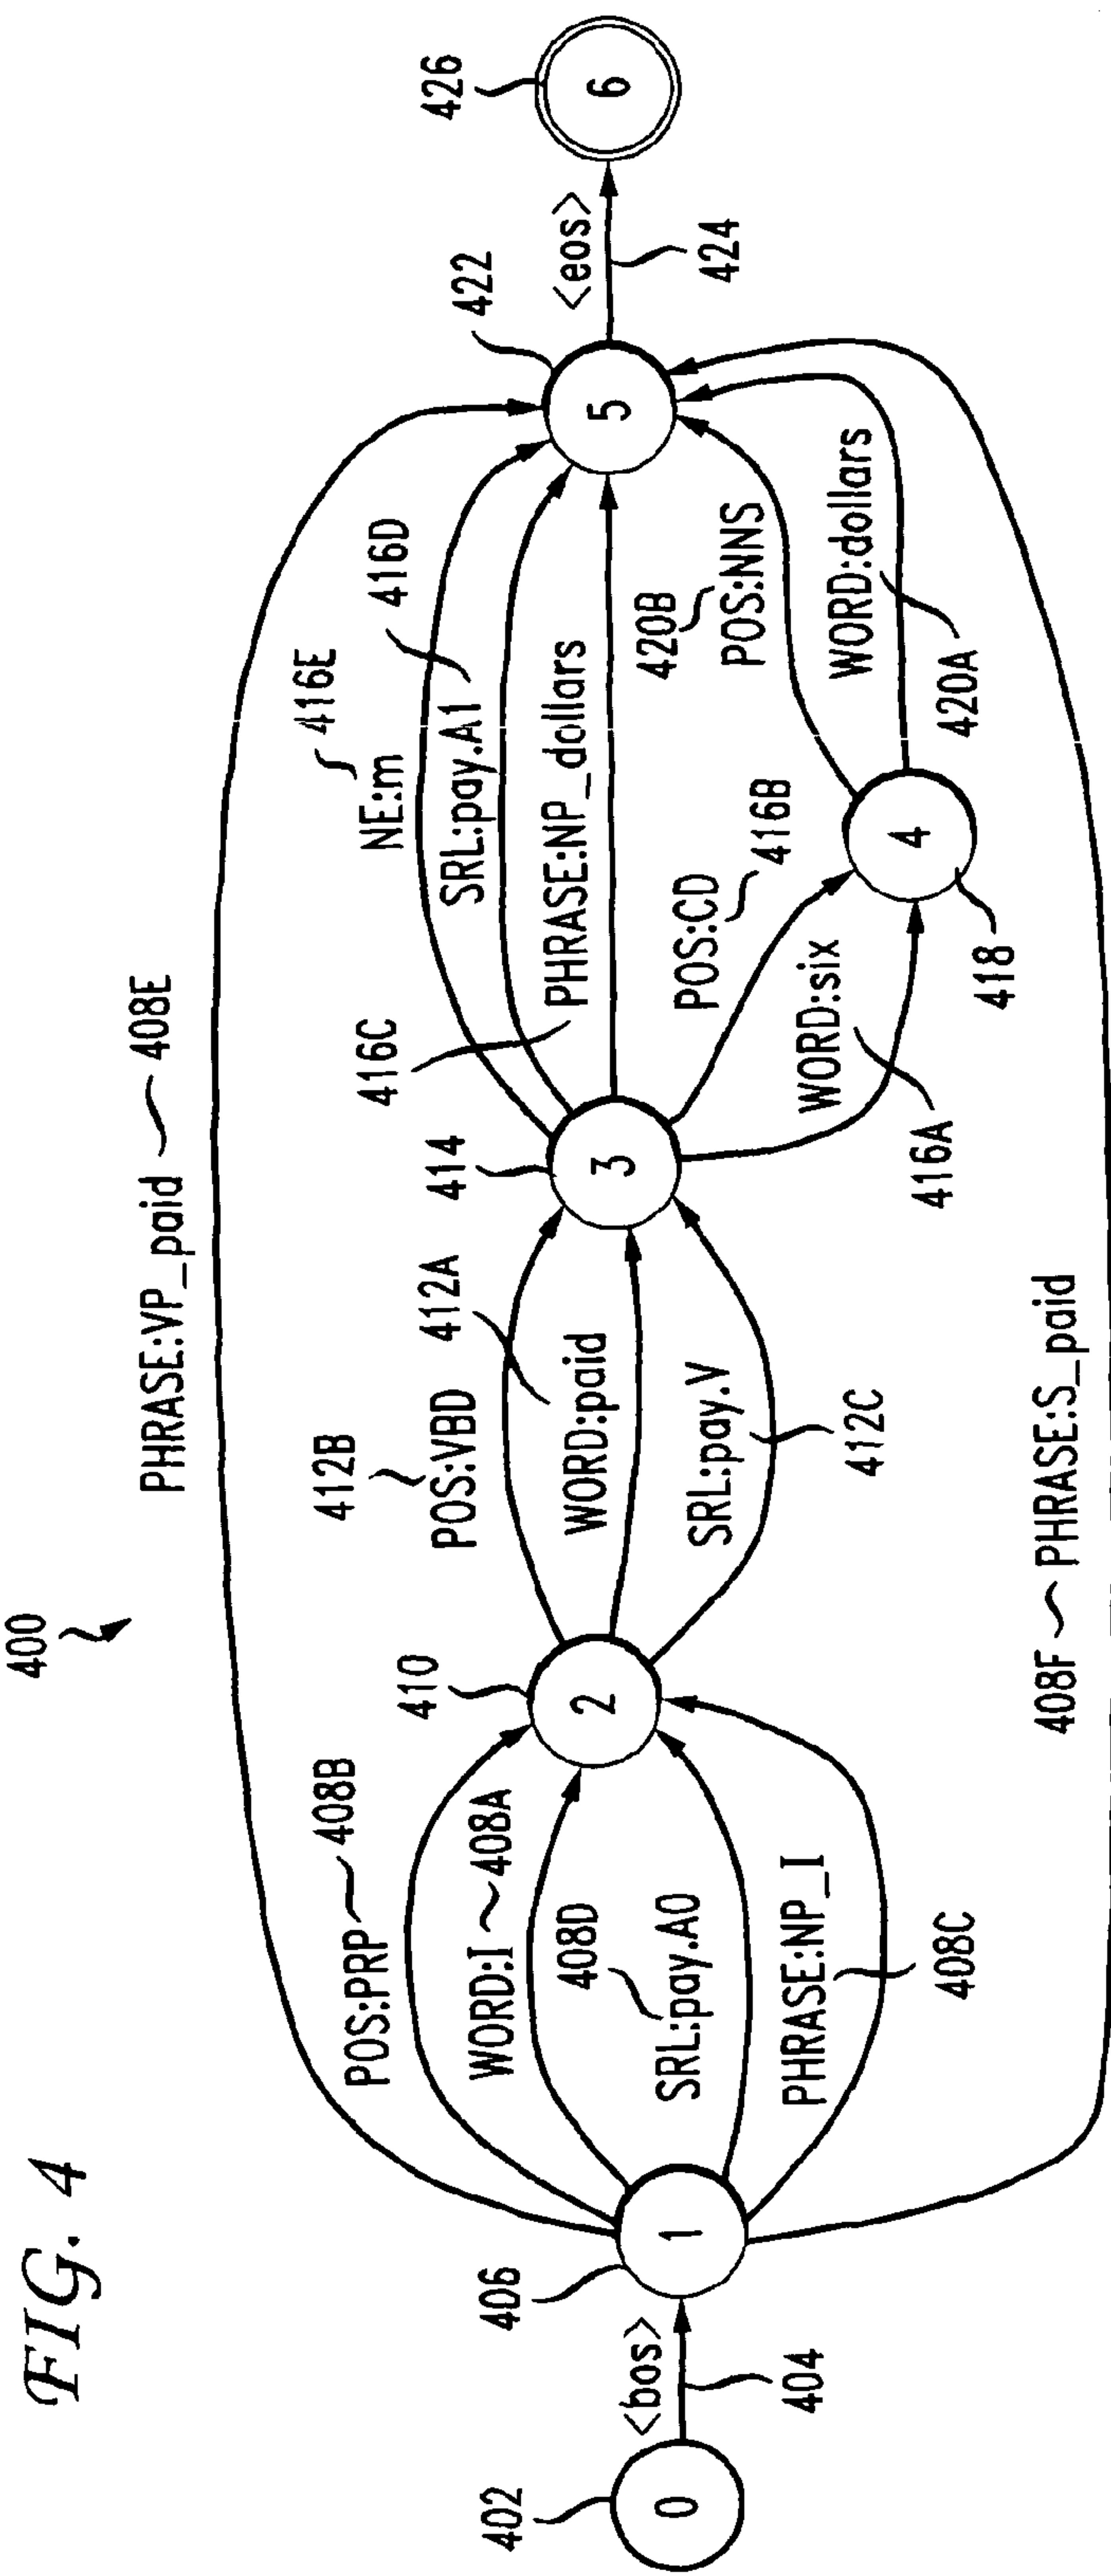 FIG. 4
400
PHRASE:VP_paid 408E
402
0
<bos>
404
406
1
POS:PRP 408B
WORD:I 408A
408D
SRL:pay.A0
PHRASE:NP_I
408C
410
2
412B
POS:VBD
412A
WORD:paid
SRL:pay.V
412C
414
3
416E
NE:m
416D
SRL:pay.A1
416C
PHRASE:NP_dollars
POS:CD
416B
WORD:six
416A
4
418
420B
POS:NNS
WORD:dollars
420A
422
5
<eos>
424
426
6
408F PHRASE:S_paid